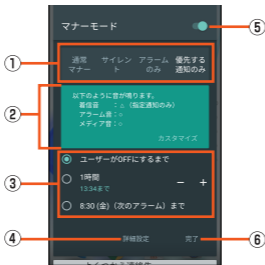 マナーモード
⑤
①
通常
マナー
サイレン
ト
アラーム
のみ
優先する
通知のみ
②
以下のように音が鳴ります。
着信音 : △ (指定通知のみ)
アラーム音 : ○
メディア音 : ○
カスタマイズ
③
ユーザーがOFFにするまで
1時間
13:34まで
− +
8:30 (金) (次のアラーム) まで
④
詳細設定
完了
⑥